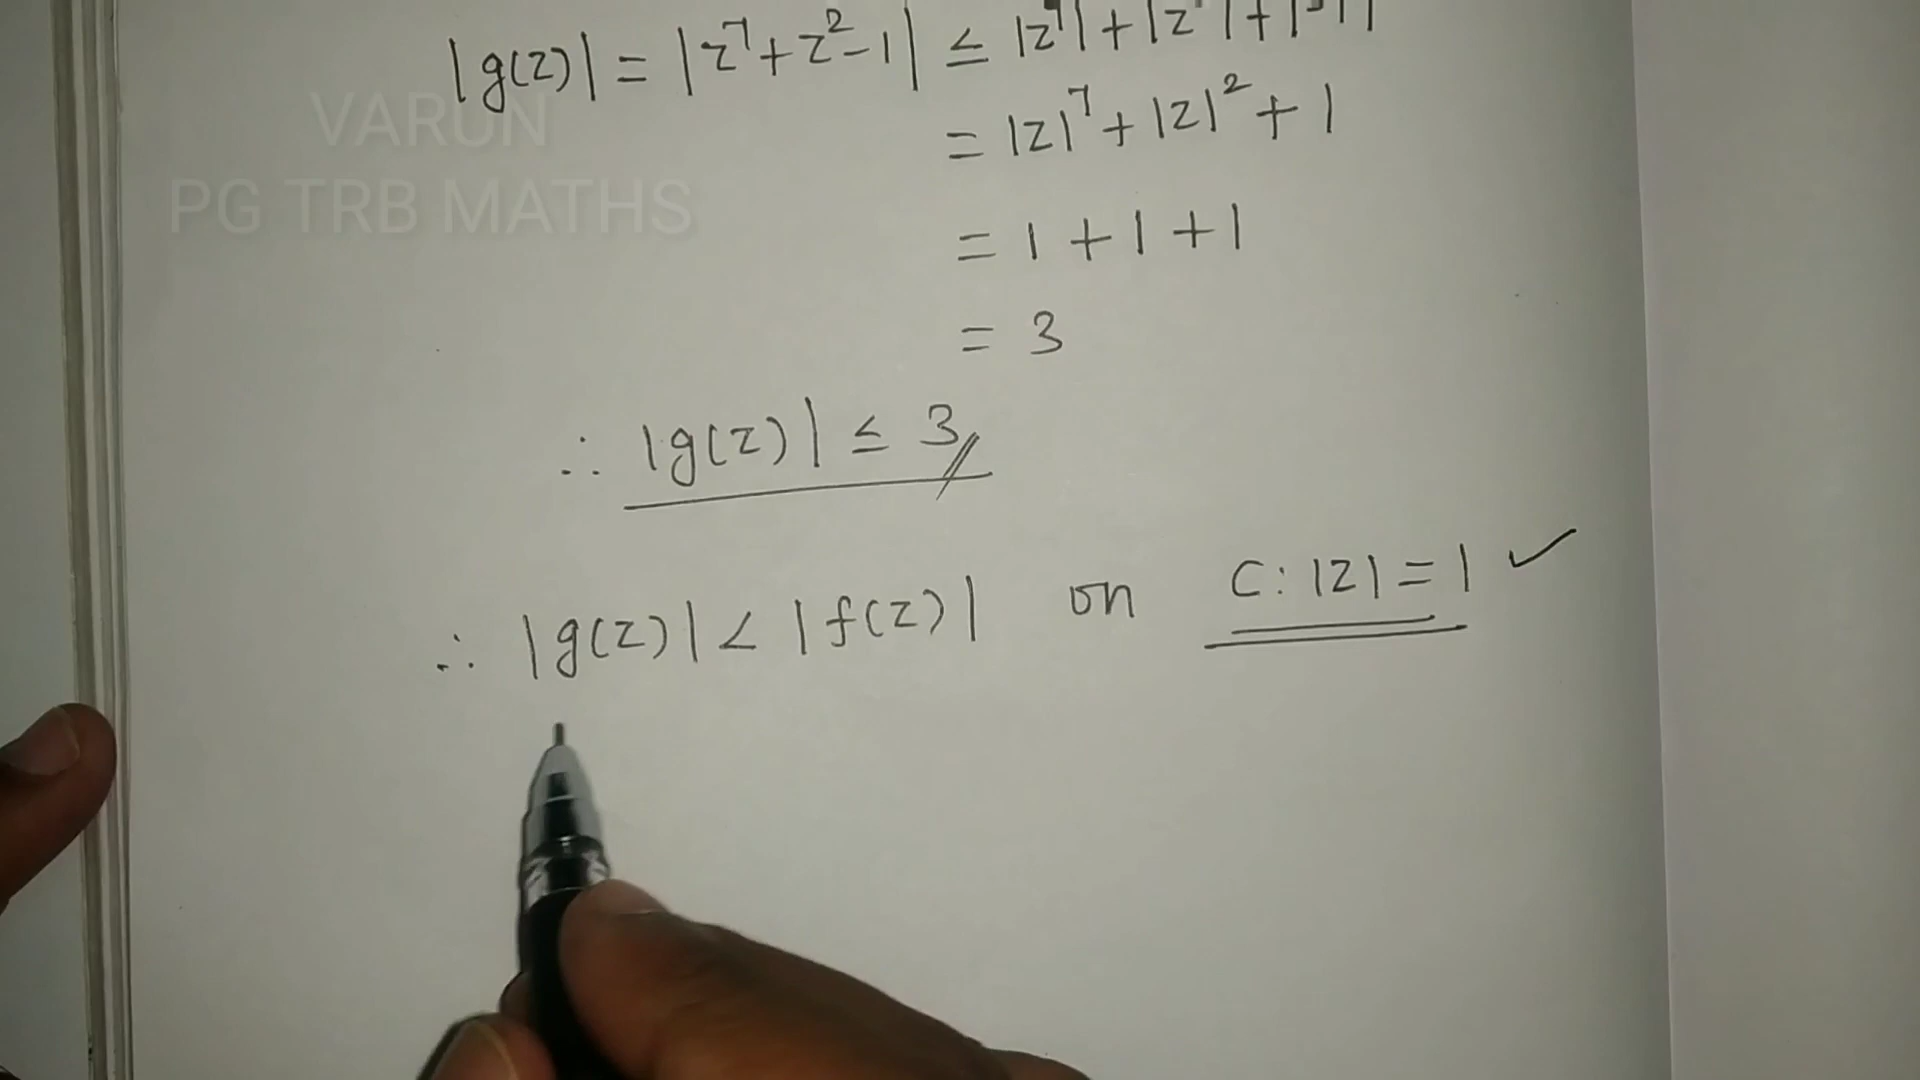 |g(z)| = |z⁷ + z² - 1| ≤ |z⁷| + |z²| + |-1|
= |z|⁷ + |z|² + 1
= 1 + 1 + 1
= 3
∴ |g(z)| ≤ 3
∴ |g(z)| < |f(z)| on C: |z| = 1 ✓
VARUN
PG TRB MATHS